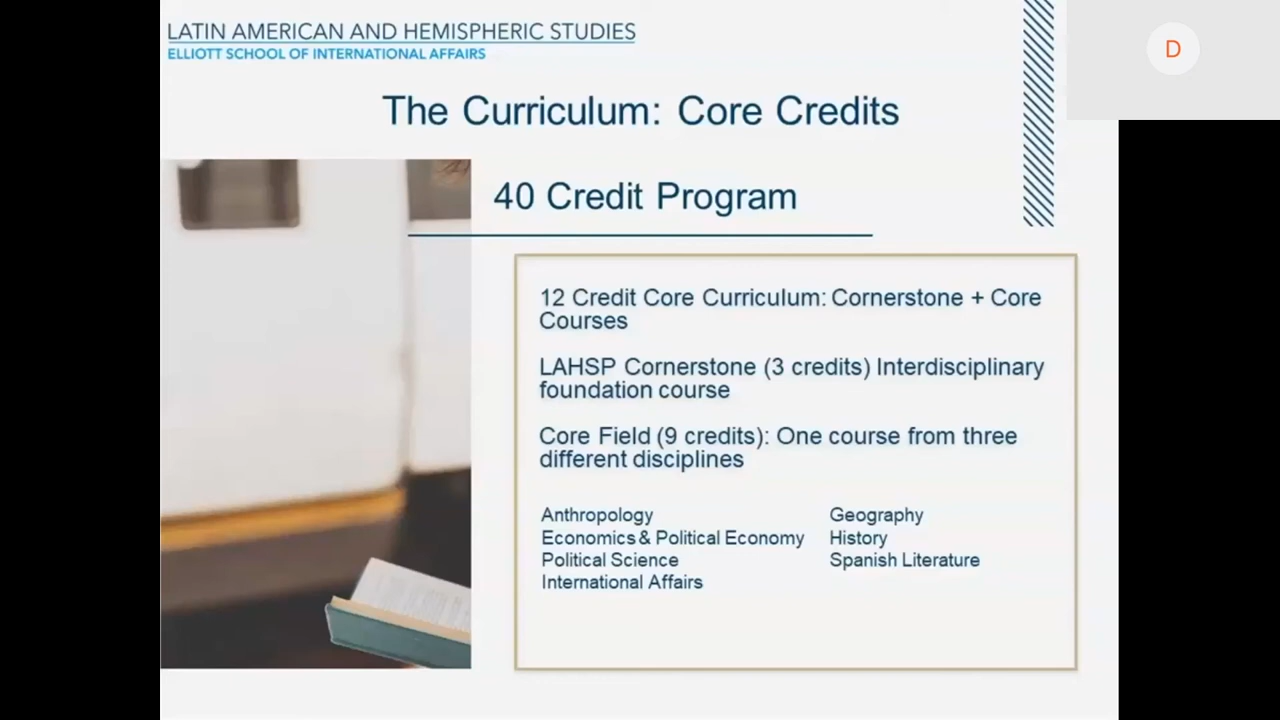 LATIN AMERICAN AND HEMISPHERIC STUDIES
ELLIOTT SCHOOL OF INTERNATIONAL AFFAIRS
D
The Curriculum: Core Credits
40 Credit Program
12 Credit Core Curriculum: Cornerstone + Core
Courses
LAHSP Cornerstone (3 credits) Interdisciplinary
foundation course
Core Field (9 credits): One course from three
different disciplines
Anthropology
Economics & Political Economy
Political Science
International Affairs
Geography
History
Spanish Literature